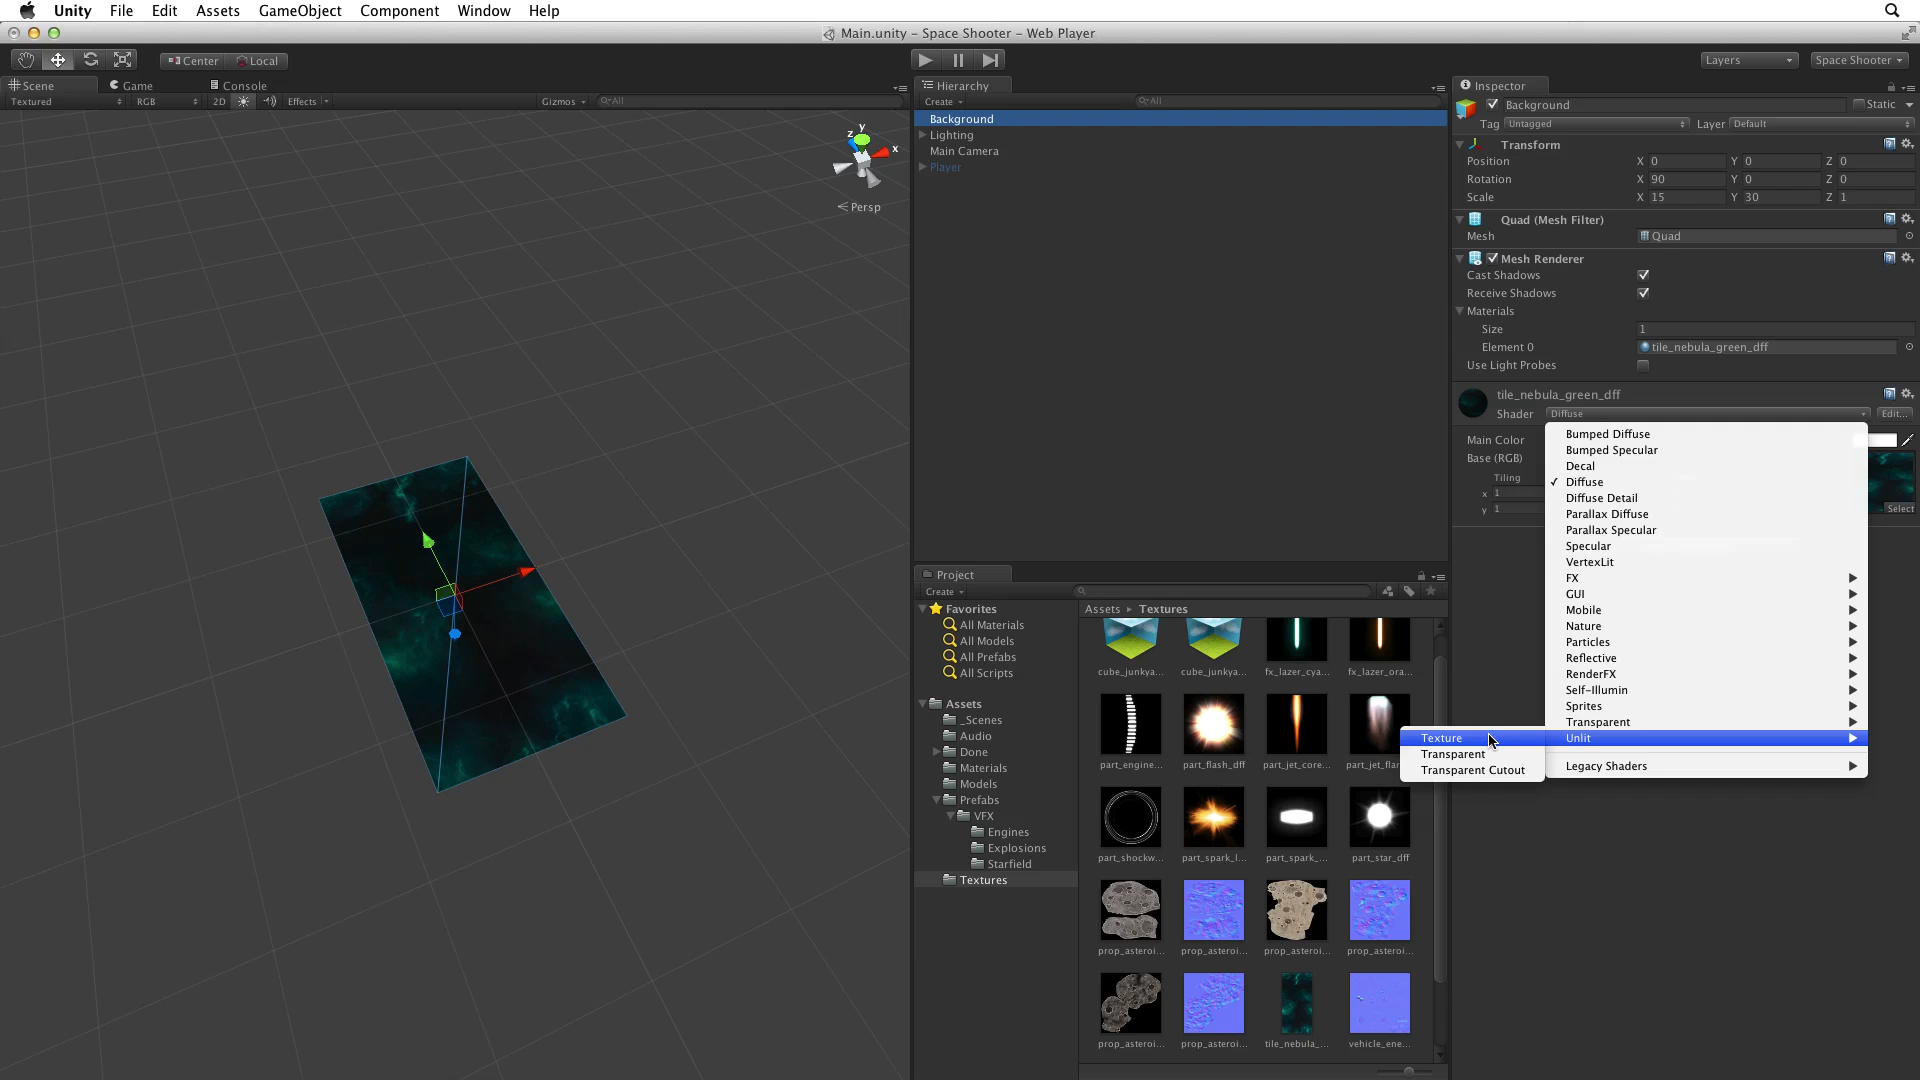 Unity File Edit Assets GameObject Component Window Help
Main.unity – Space Shooter – Web Player
Center Local
Layers Space Shooter
Scene Game Console
Textured RGB 2D Effects Gizmos All
Hierarchy
Create All
Background
Lighting
Main Camera
Player
Inspector
Background Static
Tag Untagged Layer Default
Transform
Position X 0 Y 0 Z 0
Rotation X 90 Y 0 Z 0
Scale X 15 Y 30 Z 1
Quad (Mesh Filter)
Mesh Quad
Mesh Renderer
Cast Shadows
Receive Shadows
Materials
Size 1
Element 0 tile_nebula_green_dff
Use Light Probes
tile_nebula_green_dff
Shader Diffuse Edit...
Main Color
Base (RGB)
Tiling
x 1
y 1
Select
Bumped Diffuse
Bumped Specular
Decal
✓ Diffuse
Diffuse Detail
Parallax Diffuse
Parallax Specular
Specular
VertexLit
FX
GUI
Mobile
Nature
Particles
Reflective
RenderFX
Self-Illumin
Sprites
Transparent
Unlit
Legacy Shaders
Texture
Transparent
Transparent Cutout
y
z
x
Persp
Project
Create
Favorites
All Materials
All Models
All Prefabs
All Scripts
Assets
_Scenes
Audio
Done
Materials
Models
Prefabs
VFX
Engines
Explosions
Starfield
Textures
Assets Textures
cube_junkya... cube_junkya... fx_lazer_cya... fx_lazer_ora...
part_engine... part_flash_dff part_jet_core... part_jet_flar
part_shockw... part_spark_l... part_spark_... part_star_dff
prop_asteroi... prop_asteroi... prop_asteroi... prop_asteroi...
prop_asteroi... prop_asteroi... tile_nebula_... vehicle_ene...